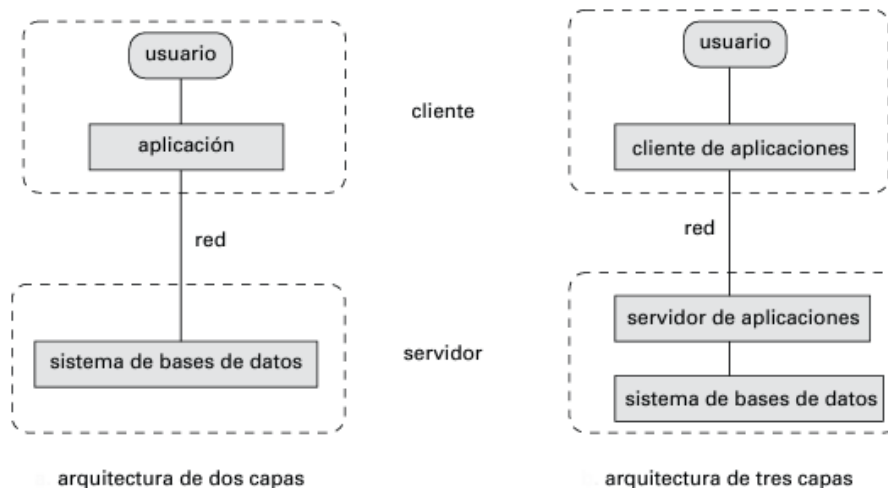 usuario
usuario
cliente
aplicación
cliente de aplicaciones
red
red
servidor de aplicaciones
sistema de bases de datos
servidor
sistema de bases de datos
arquitectura de dos capas
arquitectura de tres capas